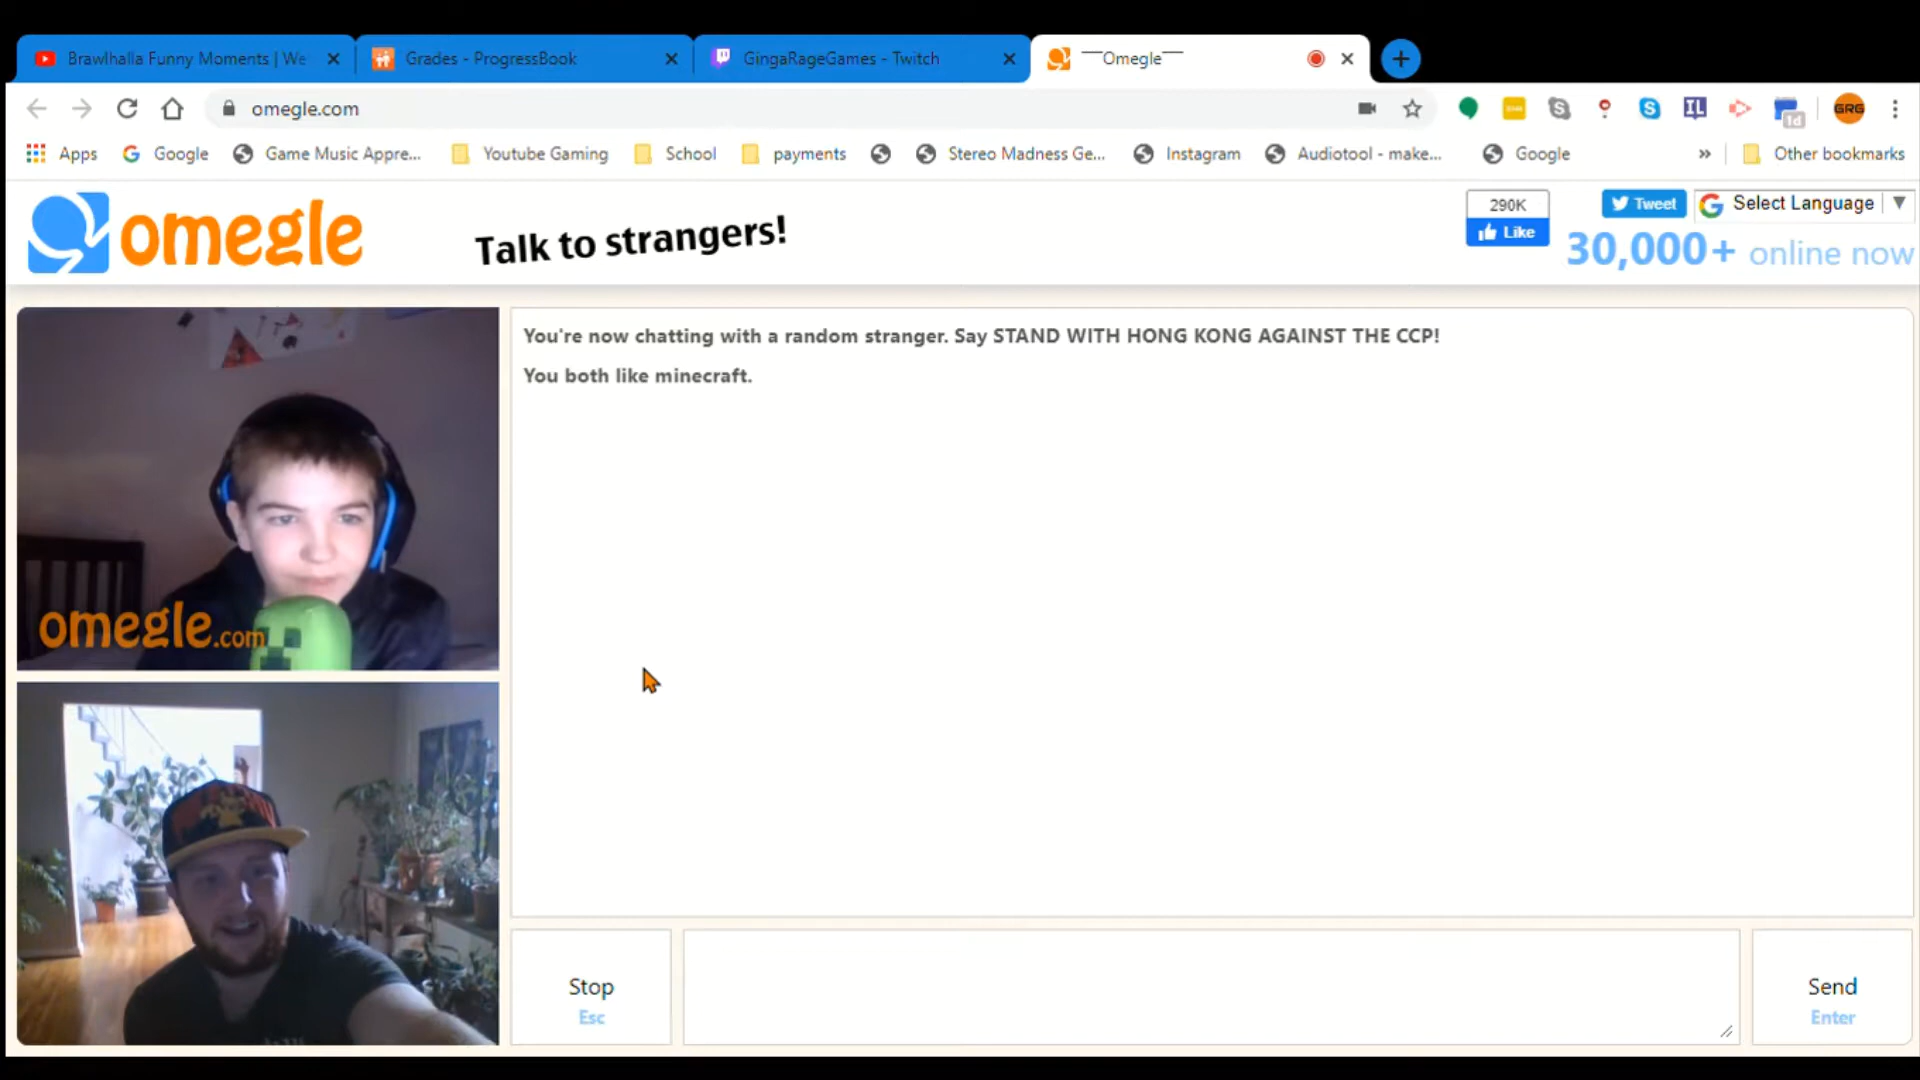 Brawlhalla Funny Moments | We
Grades - ProgressBook
GingaRageGames - Twitch
Omegle
omegle.com
IL
1d
GRG
Apps
Google
Game Music Appre...
Youtube Gaming
School
payments
Stereo Madness Ge...
Instagram
Audiotool - make...
Google
»
Other bookmarks
omegle
Talk to strangers!
290K
Like
Tweet
Select Language
30,000+ online now
You're now chatting with a random stranger. Say STAND WITH HONG KONG AGAINST THE CCP!
You both like minecraft.
omegle.com
Stop
Esc
Send
Enter